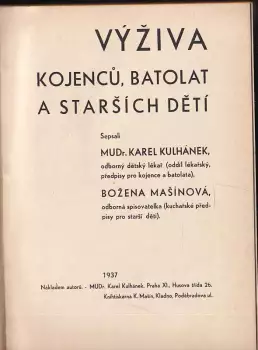 VÝŽIVA
KOJENCŮ, BATOLAT
A STARŠÍCH DĚTÍ
Sepsali
MUDr. KAREL KULHÁNEK,
odborný dětský lékař (oddíl lékařský,
předpisy pro kojence a batolata),
BOŽENA MAŠÍNOVÁ,
odborná spisovatelka (kuchařské před-
pisy pro starší děti).
1937
Nákladem autorů. - MUDr. Karel Kulhánek, Praha XI., Husova třída 26.
Knihtiskárna K. Mašín, Kladno, Poděbradova ul.